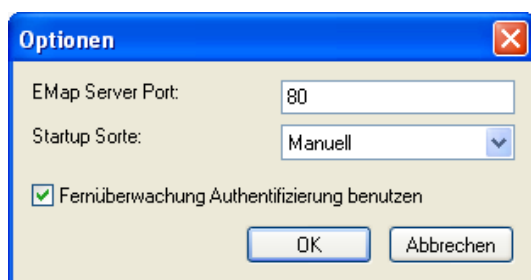 Optionen
EMap Server Port: 80
Startup Sorte: Manuell
Fernüberwachung Authentifizierung benutzen
OK Abbrechen